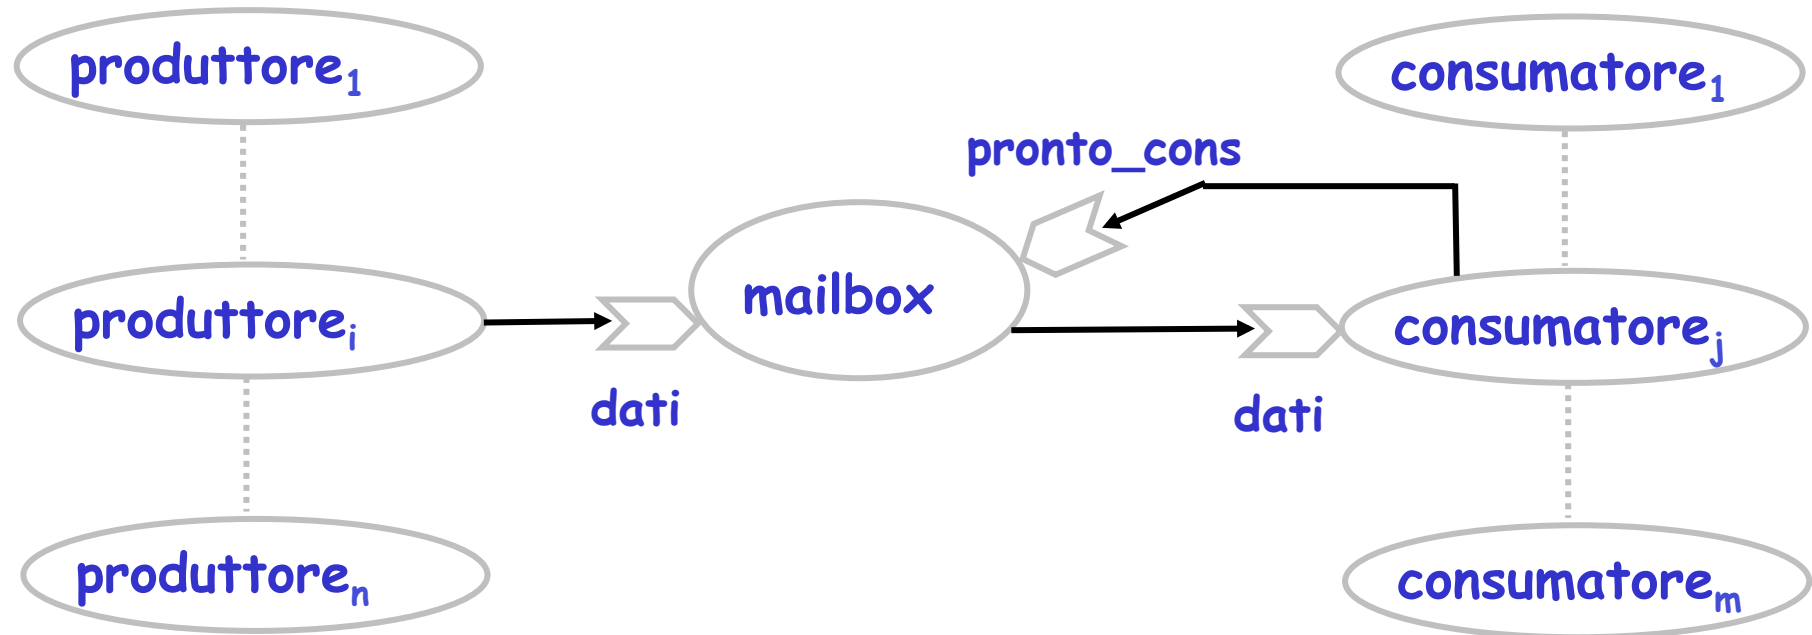 produttore₁
consumatore₁
pronto_cons
mailbox
produttoreᵢ
consumatoreⱼ
dati
dati
produttoreₙ
consumatoreₘ